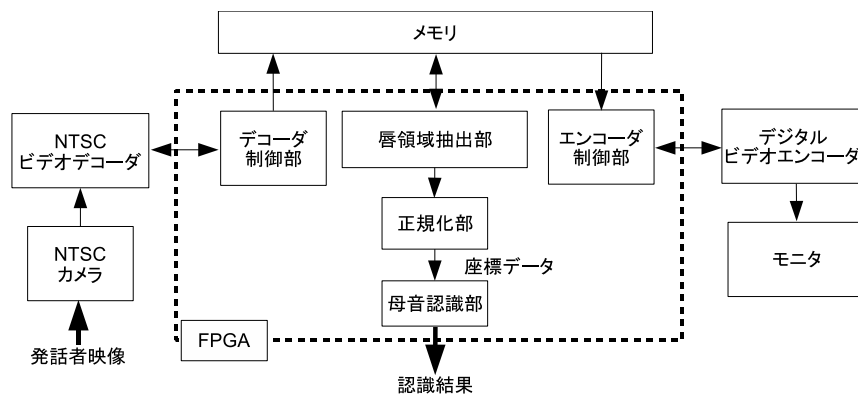 メモリ
NTSC
ビデオデコーダ
デコーダ
制御部
唇領域抽出部
エンコーダ
制御部
デジタル
ビデオエンコーダ
正規化部
NTSC
カメラ
座標データ
モニタ
母音認識部
FPGA
発話者映像
認識結果